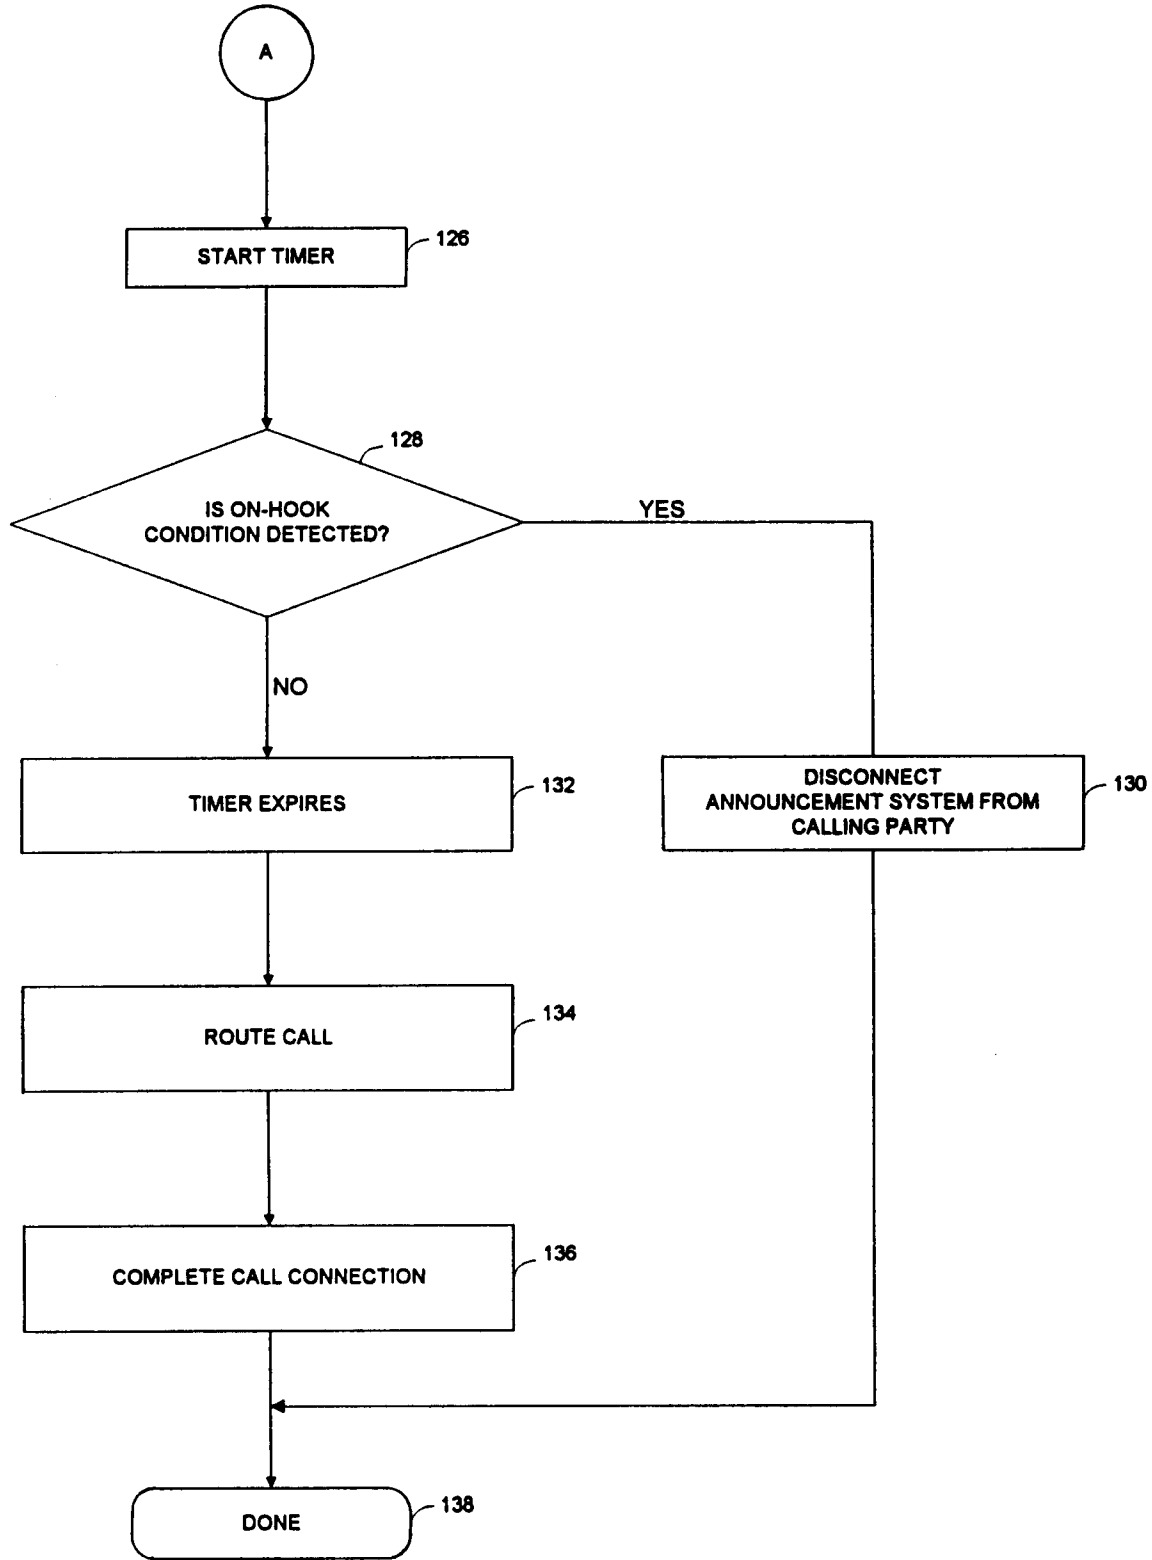 A
START TIMER
126
128
IS ON-HOOK
CONDITION DETECTED?
YES
NO
TIMER EXPIRES
132
DISCONNECT
ANNOUNCEMENT SYSTEM FROM
CALLING PARTY
130
ROUTE CALL
134
COMPLETE CALL CONNECTION
136
DONE
138